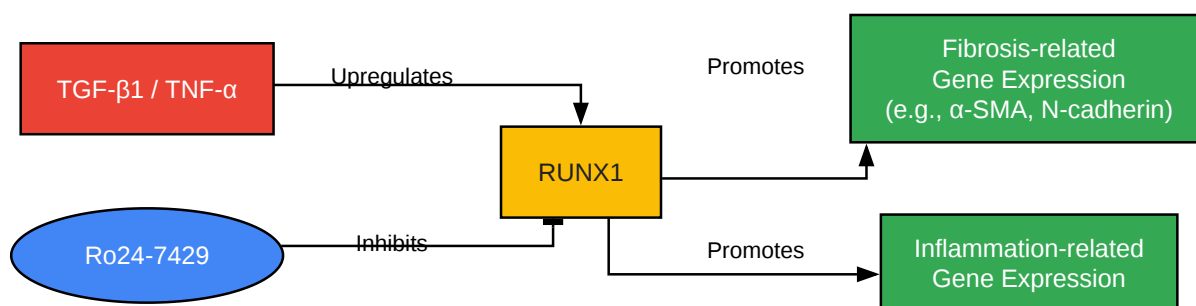 TGF-β1 / TNF-α
Upregulates
Promotes
Fibrosis-related
Gene Expression
(e.g., α-SMA, N-cadherin)
RUNX1
Ro24-7429
Inhibits
Promotes
Inflammation-related
Gene Expression